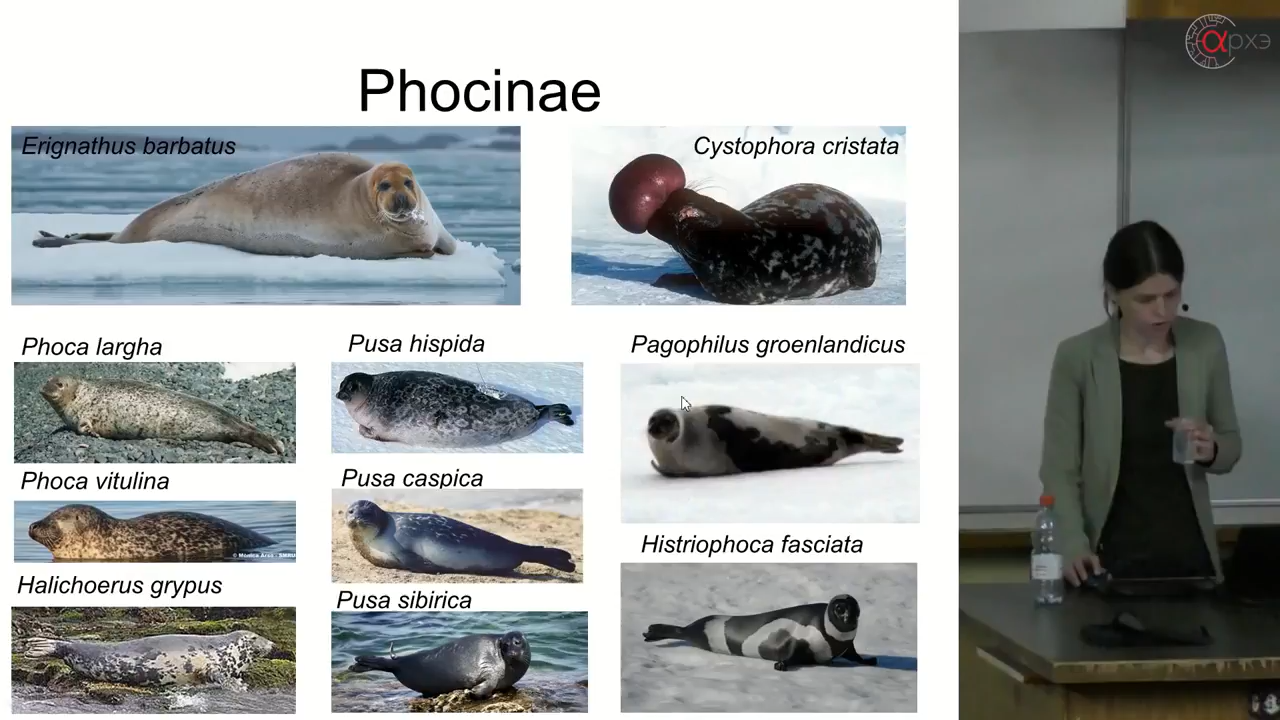 Phocinae
Erignathus barbatus
Cystophora cristata
Phoca largha
Pusa hispida
Pagophilus groenlandicus
Phoca vitulina
Pusa caspica
Histriophoca fasciata
Halichoerus grypus
Pusa sibirica
αрхэ